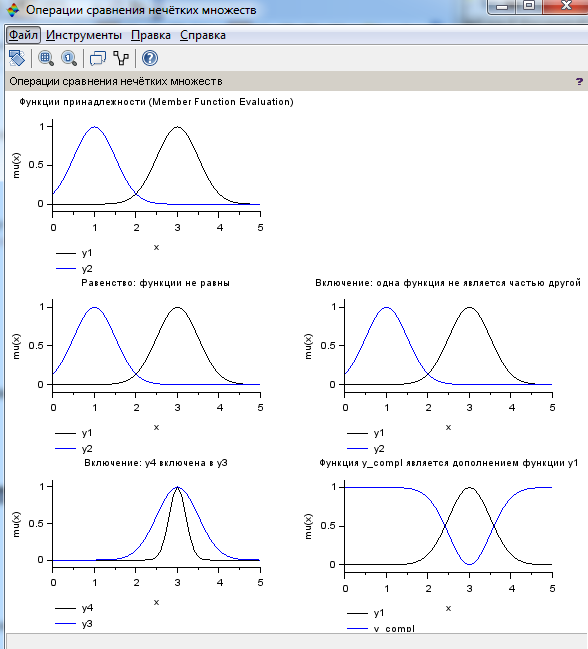 Операции сравнения нечётких множеств
Файл Инструменты Правка Справка
Операции сравнения нечётких множеств ?
Функции принадлежности (Member Function Evaluation)
mu(x)
1
0.5
0
0 1 2 3 4 5
x
y1
y2
Равенство: функции не равны
mu(x)
1
0.5
0
0 1 2 3 4 5
x
y1
y2
Включение: одна функция не является частью другой
mu(x)
1
0.5
0
0 1 2 3 4 5
x
y1
y2
Включение: y4 включена в y3
mu(x)
1
0.5
0
0 1 2 3 4 5
x
y4
y3
Функция y_compl является дополнением функции y1
mu(x)
1
0.5
0
0 1 2 3 4 5
x
y1
y_compl